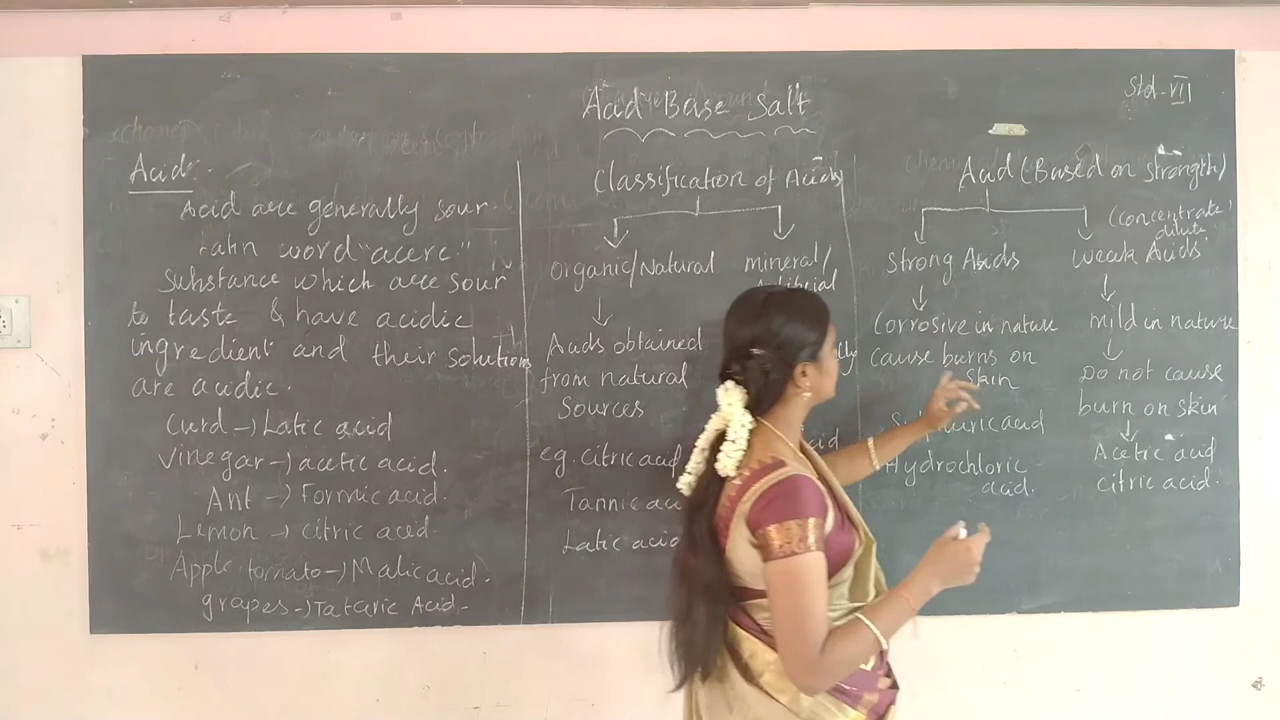 Acid Base Salt
Std - VII
Acid:-
Acid are generally sour.
Latin word "acere"
Substance which are sour
to taste & have acidic
ingredient and their solutions
are acidic.
Curd -> Latic acid
Vinegar -> acetic acid.
Ant -> Formic acid.
Lemon -> citric acid.
Apple tomato -> Malic acid.
grapes -> Tataric Acid -
Classification of Acids
Organic/Natural
Acids obtained
from natural
Sources
eg. citric acid
Tannic
Latic acid
mineral/
Acid (Based on strength)
(concentrate
dilute.
Strong Acids
Corrosive in nature
cause burns on
skin
Sulphuric acid
Hydrochloric
acid.
Weak Acids
Mild in nature
Do not cause
burn on skin
Acetic acid
citric acid.